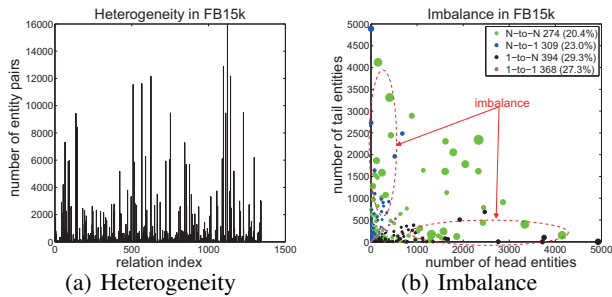 Heterogeneity in FB15k
number of entity pairs
16000
14000
12000
10000
8000
6000
4000
2000
0
0 500 1000 1500
relation index
(a) Heterogeneity
Imbalance in FB15k
number of tail entities
5000
4500
4000
3500
3000
2500
2000
1500
1000
500
0
N-to-N 274 (20.4%)
N-to-1 309 (23.0%)
1-to-N 394 (29.3%)
1-to-1 368 (27.3%)
imbalance
0 1000 2000 3000 4000 5000
number of head entities
(b) Imbalance